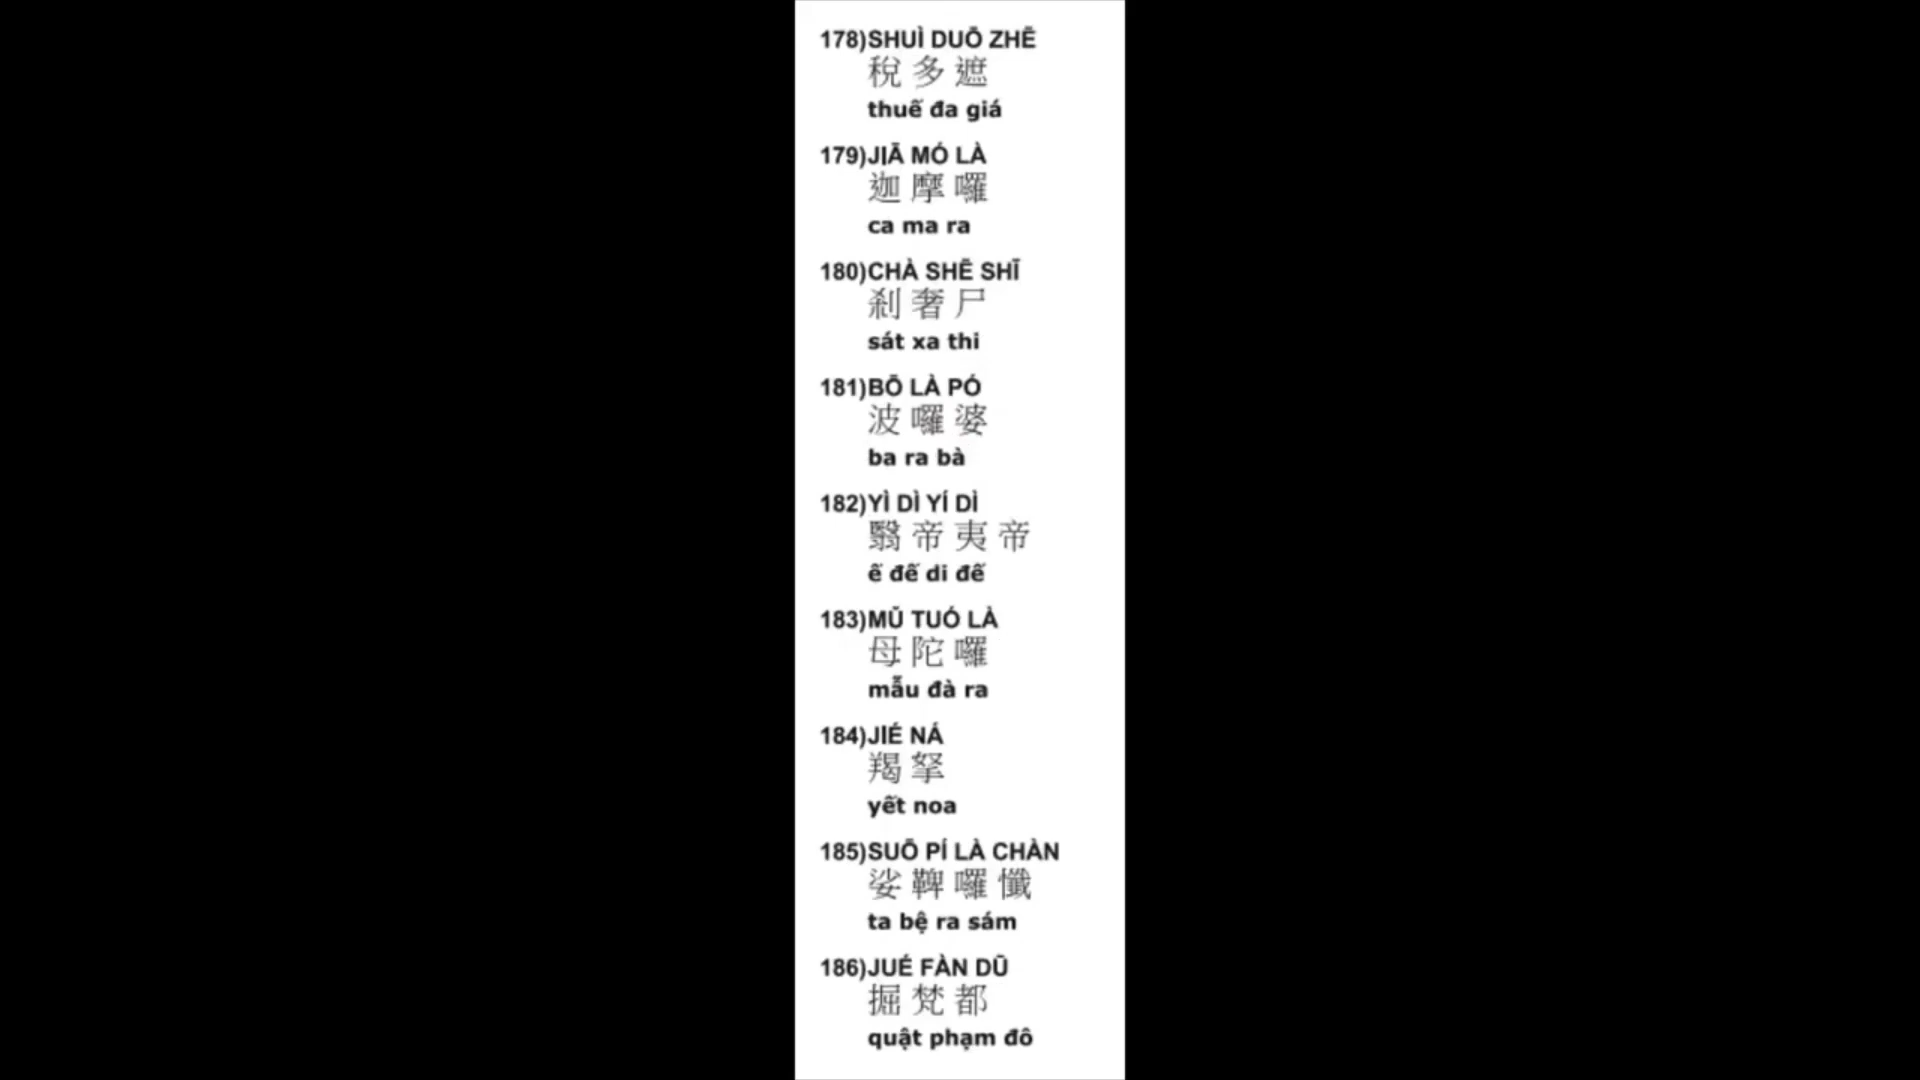 178)SHUÌ DUŌ ZHĒ
稅 多 遮
thuế đa giá
179)JIĀ MÓ LÀ
迦 摩 囉
ca ma ra
180)CHÀ SHĒ SHĪ
剎 奢 尸
sát xa thi
181)BŌ LÀ PÓ
波 囉 婆
ba ra bà
182)YÌ DÌ YÍ DÌ
翳 帝 夷 帝
ế đế di đế
183)MǓ TUÓ LÀ
母 陀 囉
mẫu đà ra
184)JIÉ NÁ
羯 拏
yết noa
185)SUŌ PÍ LÀ CHÀN
娑 鞞 囉 懺
ta bệ ra sám
186)JUÉ FÀN DŪ
掘 梵 都
quật phạm đô